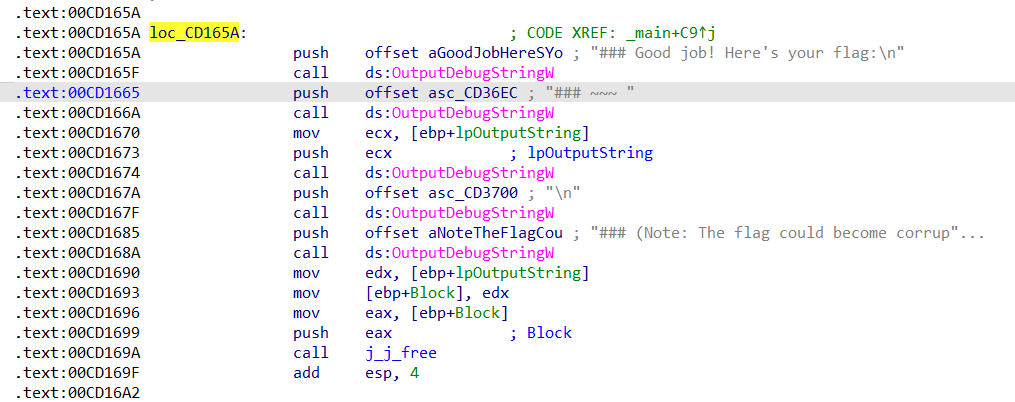 .text:00CD165A
.text:00CD165A loc_CD165A: ; CODE XREF: _main+C9↑j
.text:00CD165A push offset aGoodJobHereSYo ; "### Good job! Here's your flag:\n"
.text:00CD165F call ds:OutputDebugStringW
.text:00CD1665 push offset asc_CD36EC ; "### ~~~ "
.text:00CD166A call ds:OutputDebugStringW
.text:00CD1670 mov ecx, [ebp+lpOutputString]
.text:00CD1673 push ecx ; lpOutputString
.text:00CD1674 call ds:OutputDebugStringW
.text:00CD167A push offset asc_CD3700 ; "\n"
.text:00CD167F call ds:OutputDebugStringW
.text:00CD1685 push offset aNoteTheFlagCou ; "### (Note: The flag could become corrup"...
.text:00CD168A call ds:OutputDebugStringW
.text:00CD1690 mov edx, [ebp+lpOutputString]
.text:00CD1693 mov [ebp+Block], edx
.text:00CD1696 mov eax, [ebp+Block]
.text:00CD1699 push eax ; Block
.text:00CD169A call j_j_free
.text:00CD169F add esp, 4
.text:00CD16A2